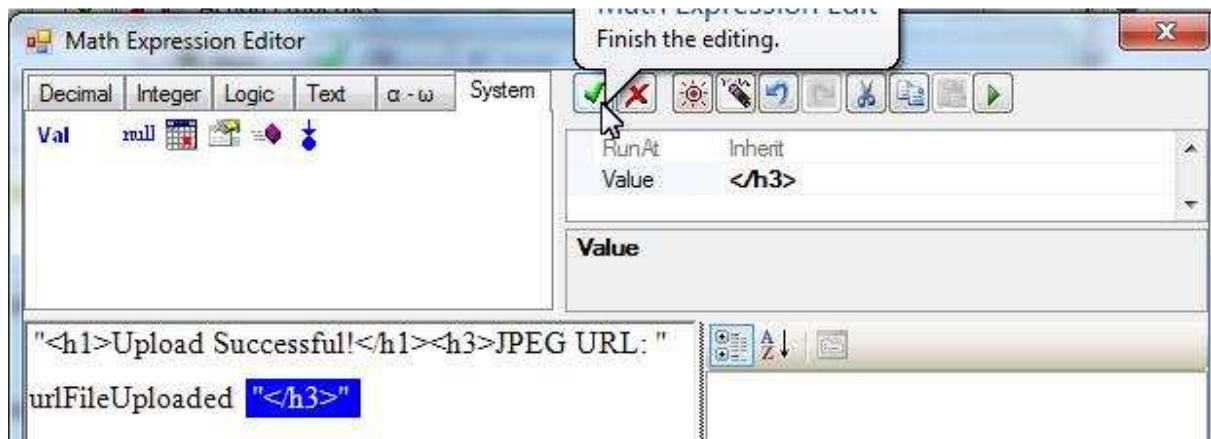 Math Expression Edit
Math Expression Editor
Finish the editing.
Decimal Integer Logic Text α - ω System
Val null
RunAt Inherit
Value </h3>
Value
"<h1>Upload Successful!</h1><h3>JPEG URL: "
urlFileUploaded "</h3>"
A
Z